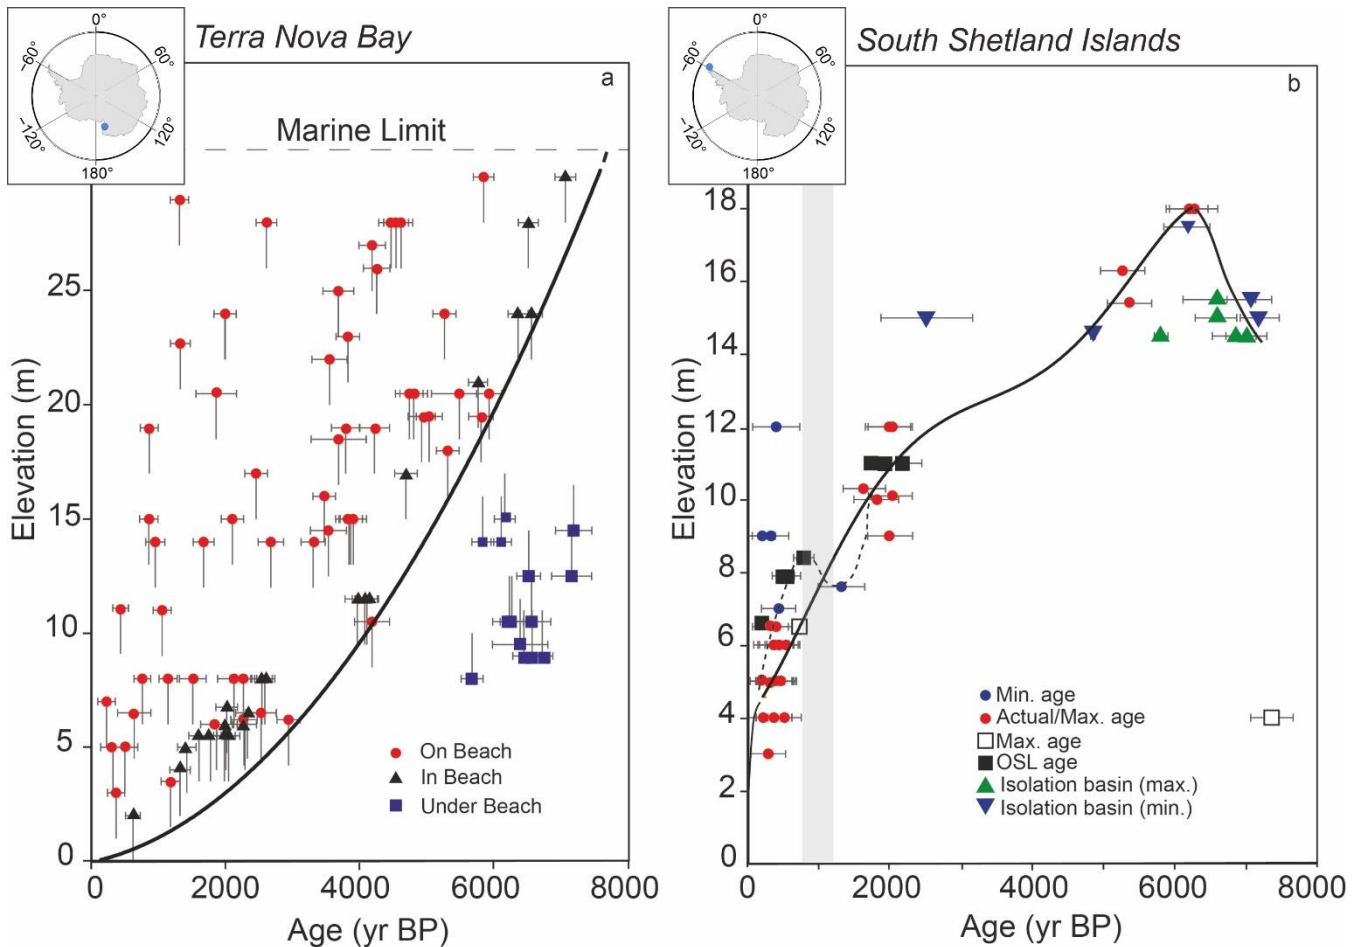 Terra Nova Bay
South Shetland Islands
0°
60°
120°
180°
−120°
−60°
a
Marine Limit
25
20
15
10
5
0
Elevation (m)
0
2000
4000
6000
8000
Age (yr BP)
On Beach
In Beach
Under Beach
0°
60°
120°
180°
−120°
−60°
b
18
16
14
12
10
8
6
4
2
0
Elevation (m)
0
2000
4000
6000
8000
Age (yr BP)
Min. age
Actual/Max. age
Max. age
OSL age
Isolation basin (max.)
Isolation basin (min.)